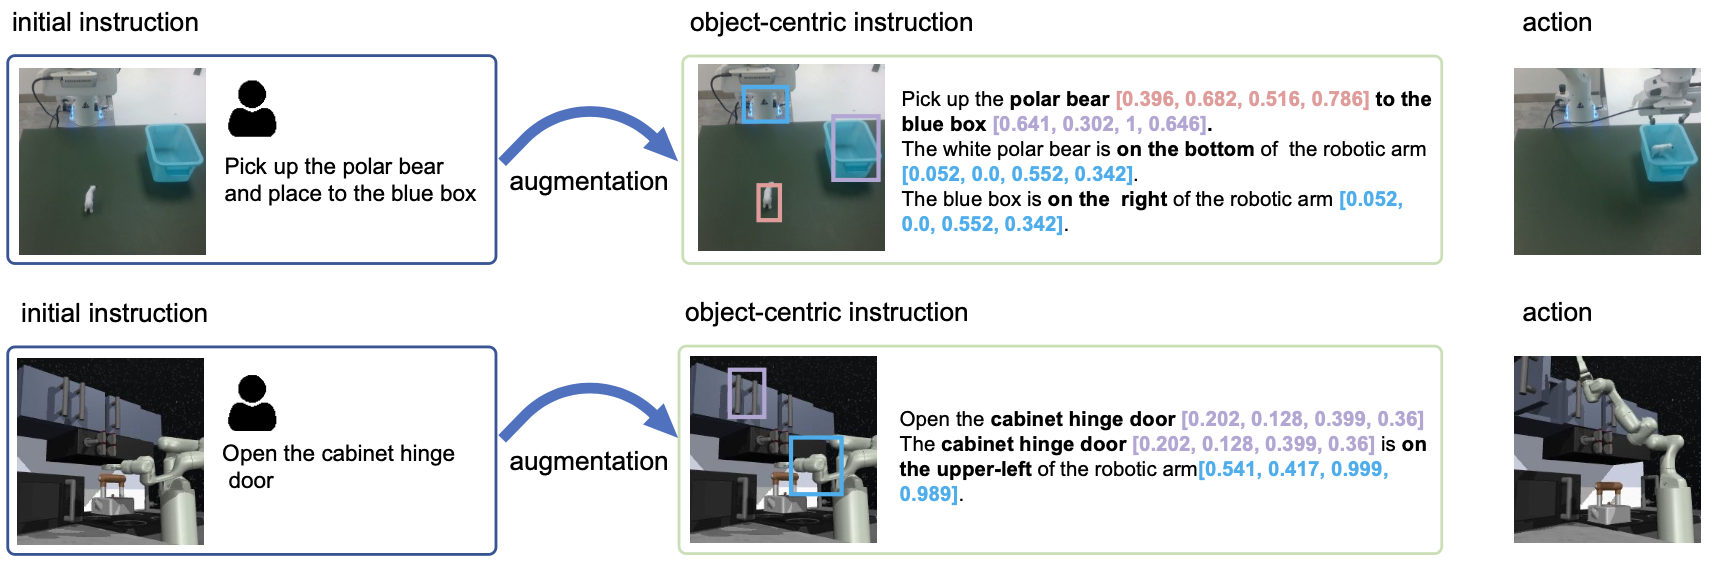 initial instruction
object-centric instruction
action
Pick up the polar bear
and place to the blue box
augmentation
Pick up the polar bear [0.396, 0.682, 0.516, 0.786] to the
blue box [0.641, 0.302, 1, 0.646].
The white polar bear is on the bottom of the robotic arm
[0.052, 0.0, 0.552, 0.342].
The blue box is on the right of the robotic arm [0.052,
0.0, 0.552, 0.342].
initial instruction
object-centric instruction
action
Open the cabinet hinge
door
augmentation
Open the cabinet hinge door [0.202, 0.128, 0.399, 0.36]
The cabinet hinge door [0.202, 0.128, 0.399, 0.36] is on
the upper-left of the robotic arm[0.541, 0.417, 0.999,
0.989].